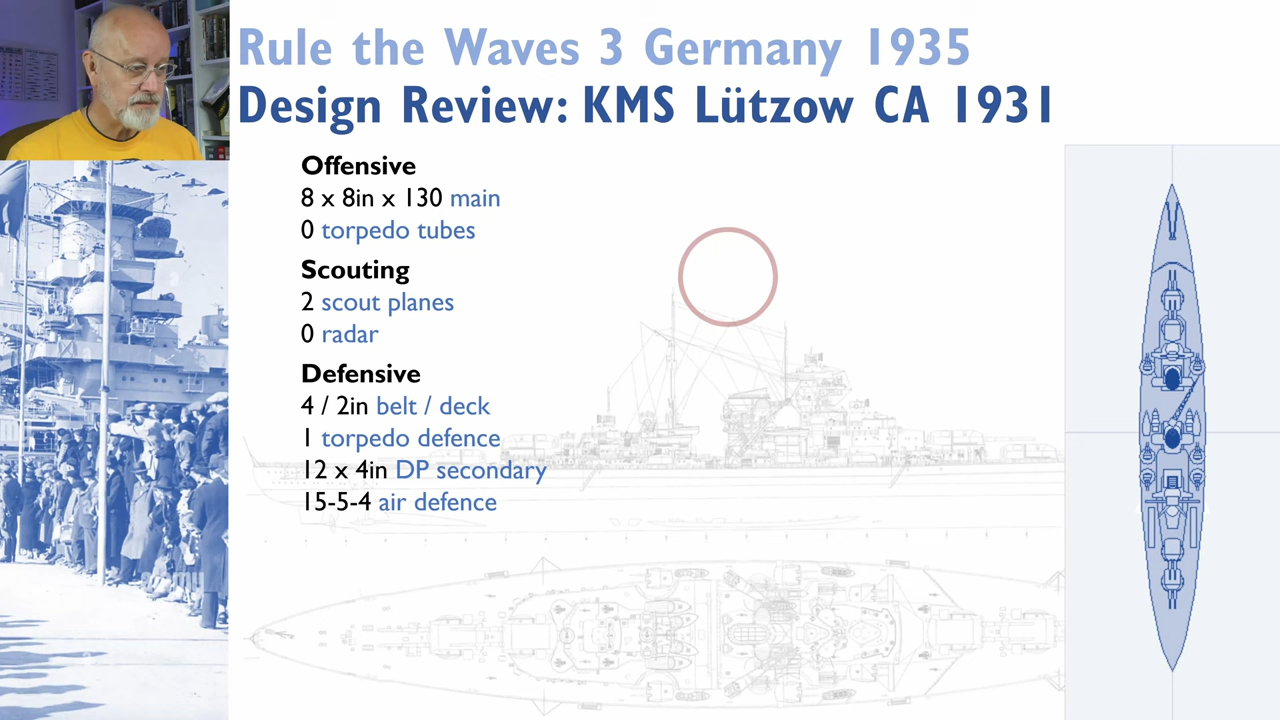 Rule the Waves 3 Germany 1935
Design Review: KMS Lützow CA 1931
Offensive
8 x 8in x 130 main
0 torpedo tubes
Scouting
2 scout planes
0 radar
Defensive
4 / 2in belt / deck
1 torpedo defence
12 x 4in DP secondary
15-5-4 air defence